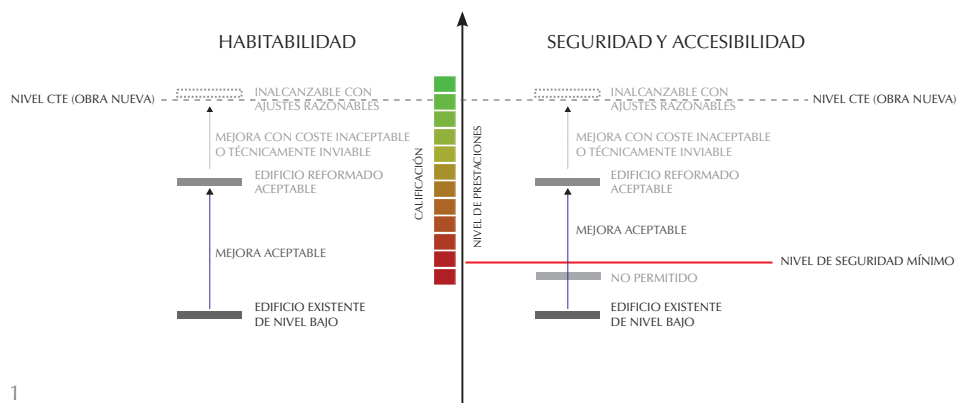 HABITABILIDAD
NIVEL CTE (OBRA NUEVA)
INALCANZABLE CON
AJUSTES RAZONABLES
MEJORA CON COSTE INACEPTABLE
O TÉCNICAMENTE INVIABLE
EDIFICIO REFORMADO
ACEPTABLE
MEJORA ACEPTABLE
EDIFICIO EXISTENTE
DE NIVEL BAJO
CALIFICACIÓN
NIVEL DE PRESTACIONES
SEGURIDAD Y ACCESIBILIDAD
INALCANZABLE CON
AJUSTES RAZONABLES
NIVEL CTE (OBRA NUEVA)
MEJORA CON COSTE INACEPTABLE
O TÉCNICAMENTE INVIABLE
EDIFICIO REFORMADO
ACEPTABLE
MEJORA ACEPTABLE
NIVEL DE SEGURIDAD MÍNIMO
NO PERMITIDO
EDIFICIO EXISTENTE
DE NIVEL BAJO
1